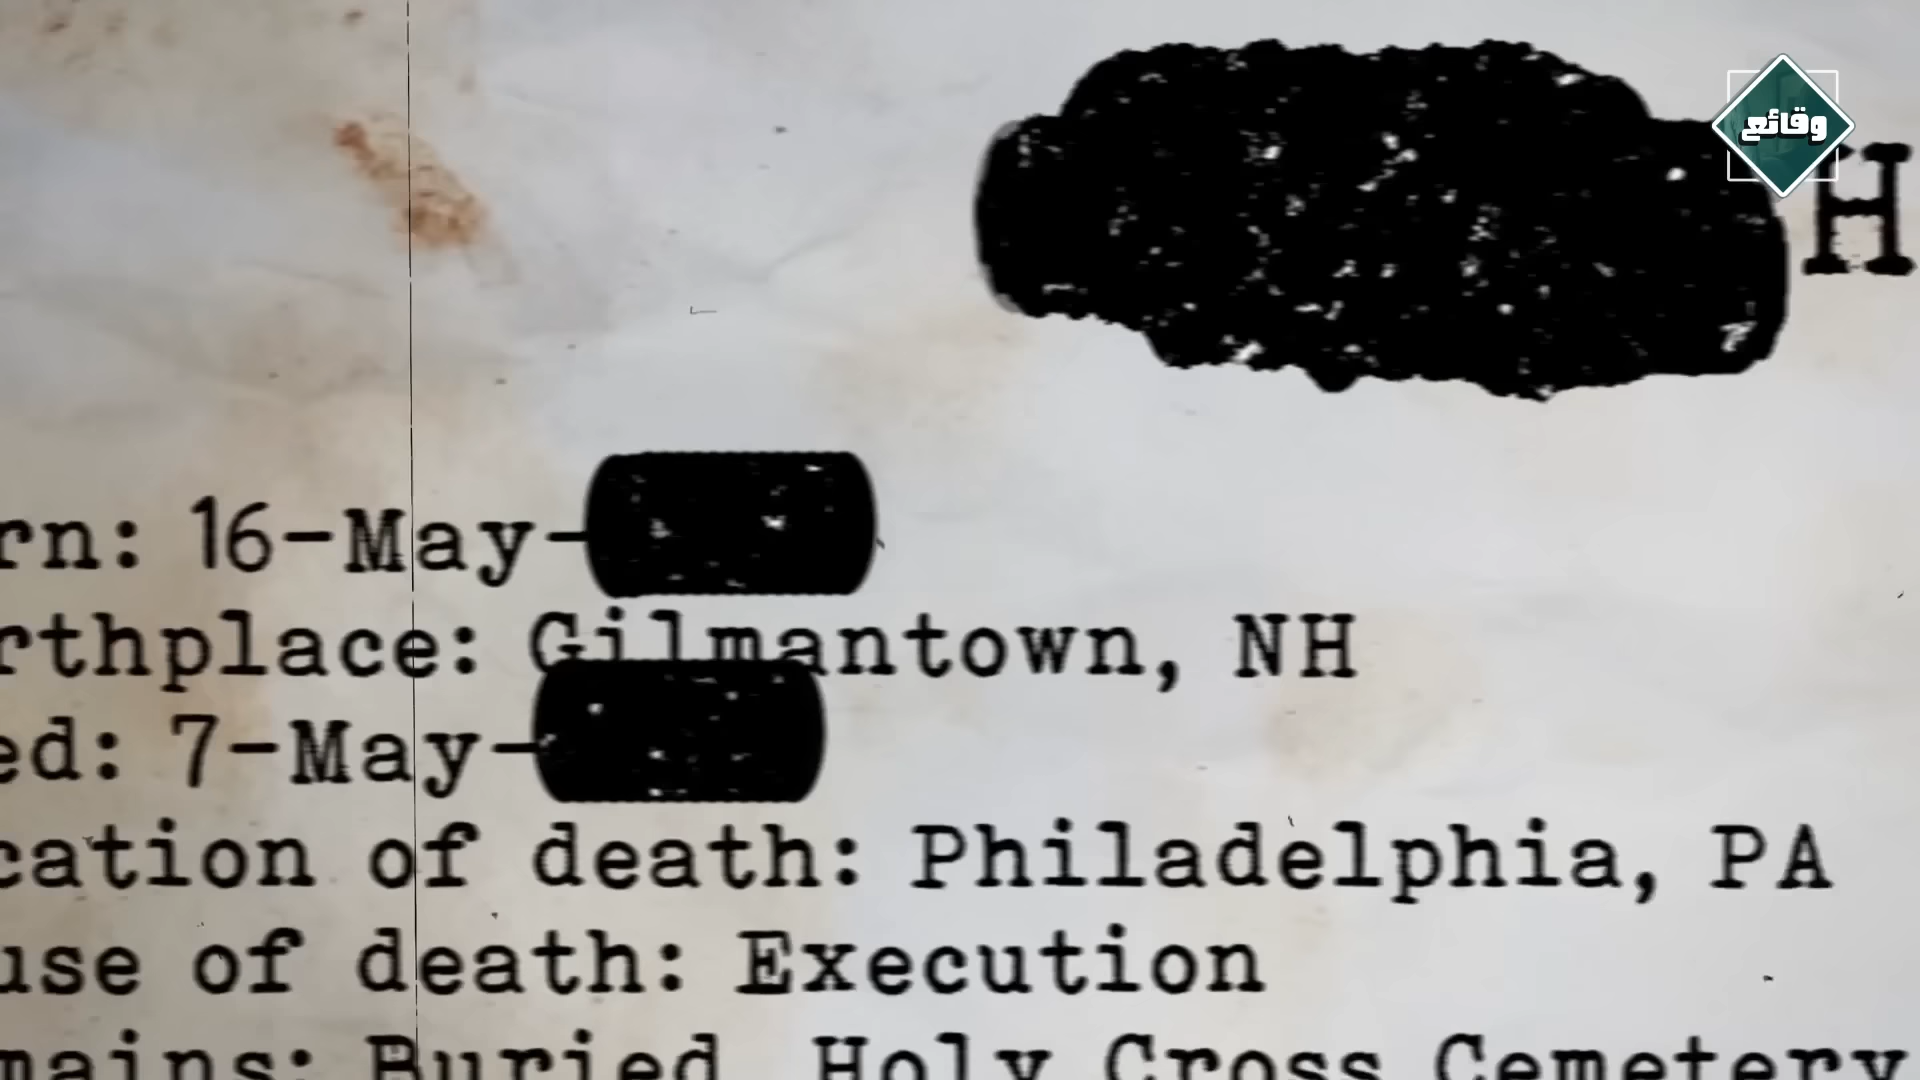 وقائع
H
rn: 16-May-
rthplace: Gilmantown, NH
ed: 7-May-
cation of death: Philadelphia, PA
use of death: Execution
mains: Buried, Holy Cross Cemetery